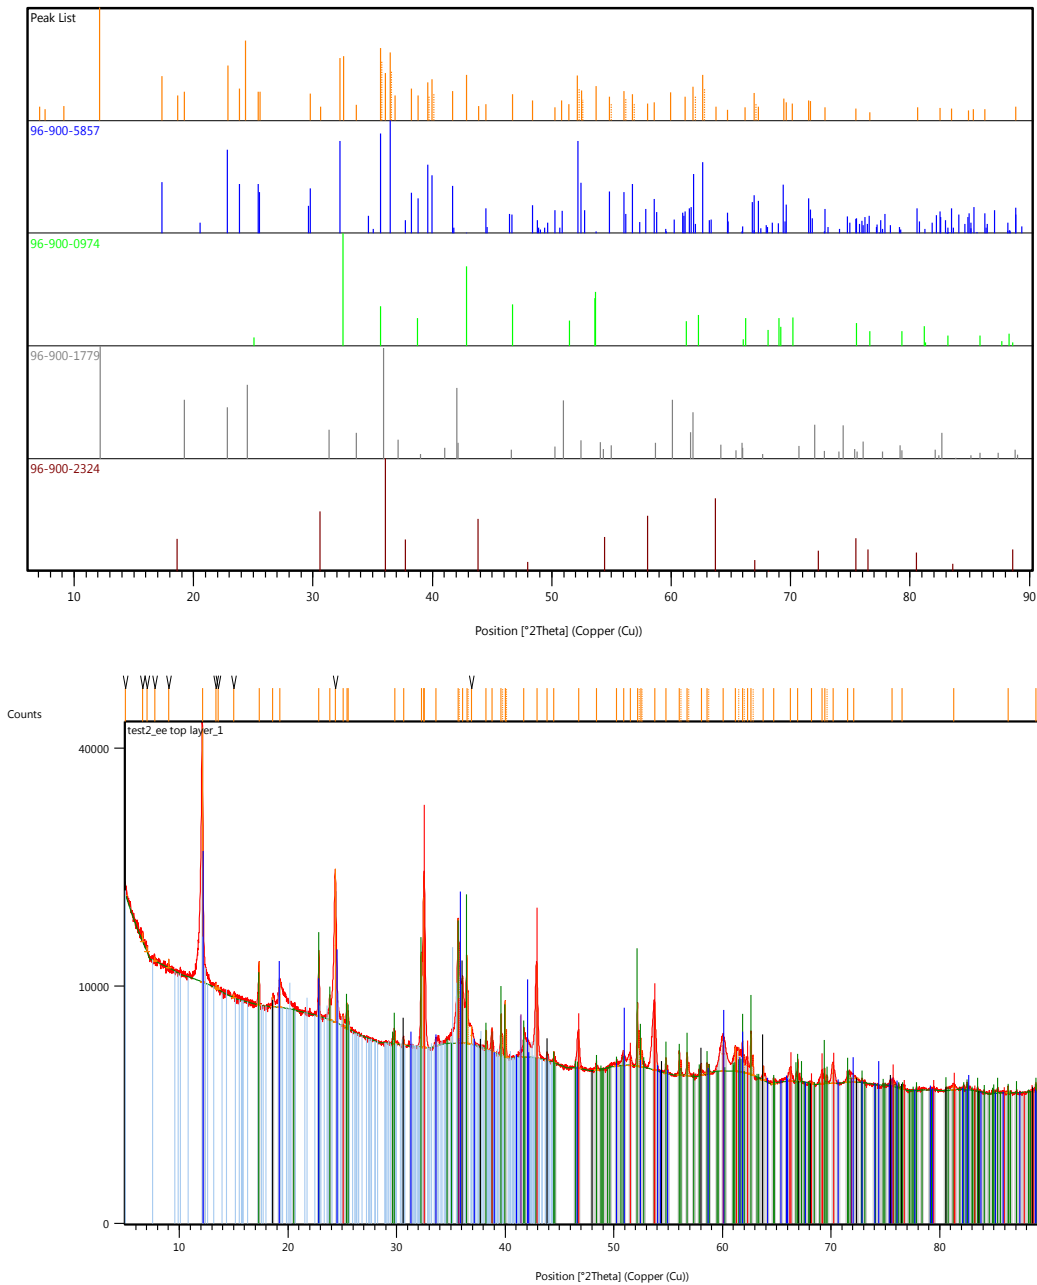 Peak List
96-900-5857
96-900-0974
96-900-1779
96-900-2324
10 20 30 40 50 60 70 80 90
Position [°2Theta] (Copper (Cu))
Counts
test2_ee top layer_1
40000
10000
0
10 20 30 40 50 60 70 80
Position [°2Theta] (Copper (Cu))